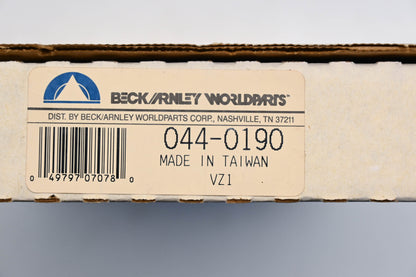 BECK/ARNLEY WORLDPARTS™
DIST. BY BECK/ARNLEY WORLDPARTS CORP., NASHVILLE, TN 37211
044-0190
MADE IN TAIWAN
VZ1
0 49797 07078 0